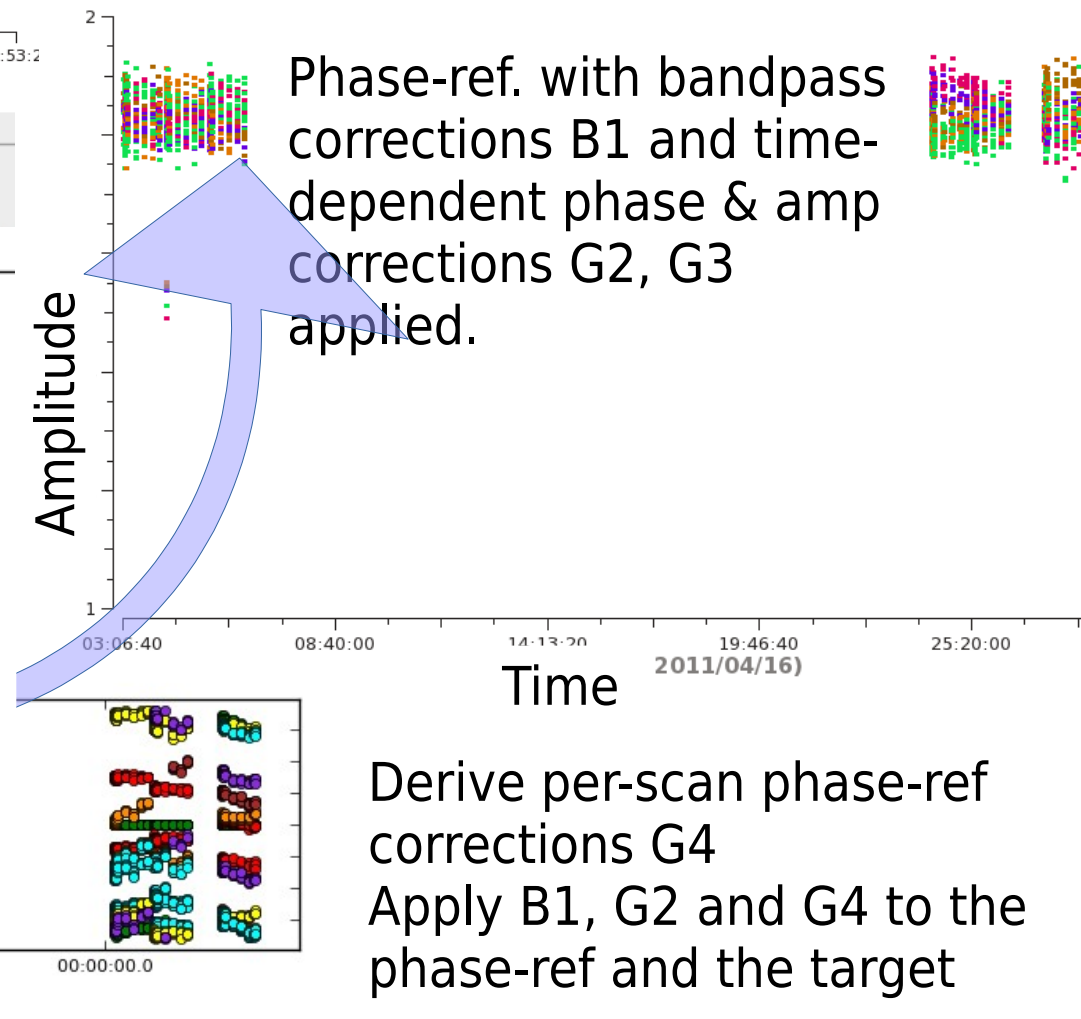 2
:53:2
Phase-ref. with bandpass
corrections B1 and time-
dependent phase & amp
corrections G2, G3
applied.
Amplitude
1
03:06:40
08:40:00
14:13:20
19:46:40
25:20:00
2011/04/16)
Time
00:00:00.0
Derive per-scan phase-ref
corrections G4
Apply B1, G2 and G4 to the
phase-ref and the target